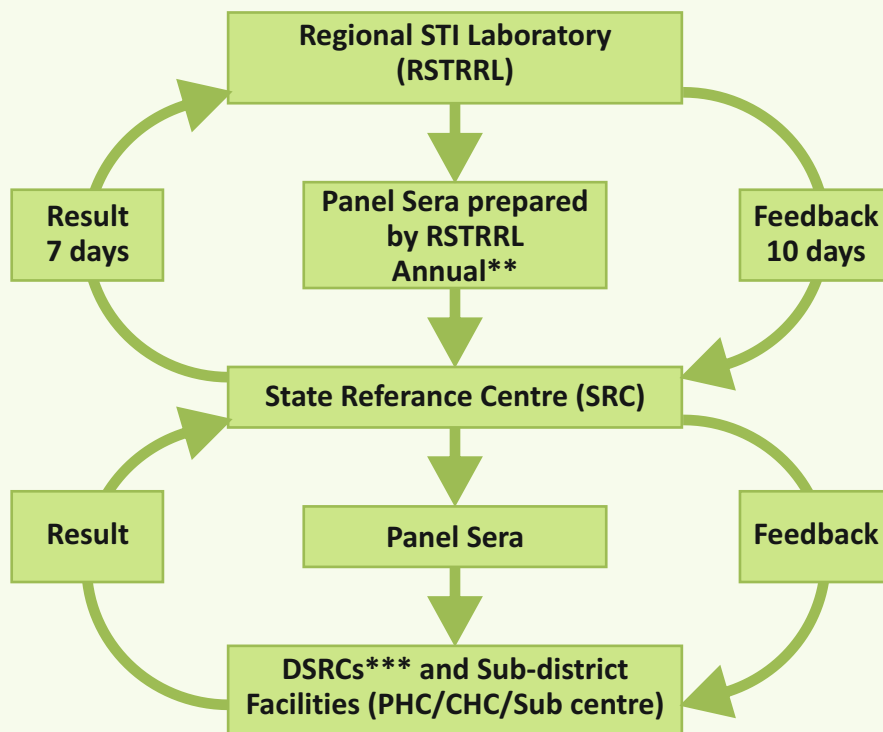 Regional STI Laboratory
(RSTRRL)
Result
7 days
Panel Sera prepared
by RSTRRL
Annual**
Feedback
10 days
State Referance Centre (SRC)
Result
Panel Sera
Feedback
DSRCs*** and Sub-district
Facilities (PHC/CHC/Sub centre)